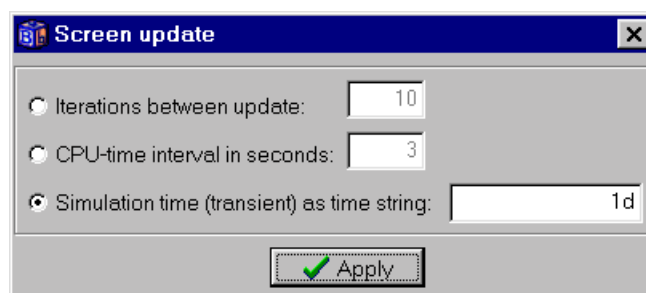 Screen update
Iterations between update: 10
CPU-time interval in seconds: 3
Simulation time (transient) as time string: 1d
Apply